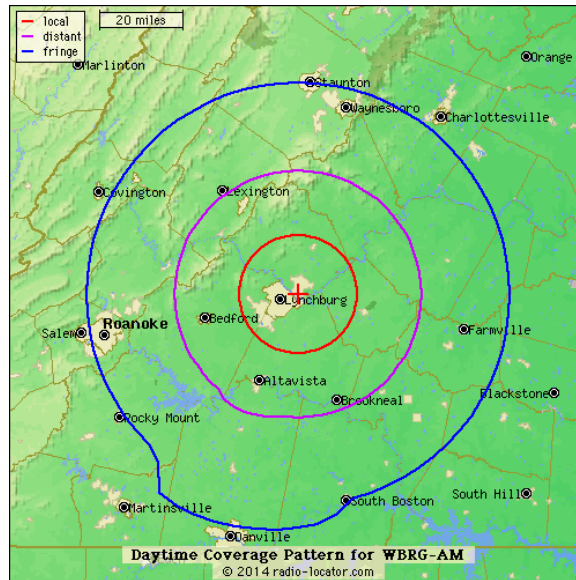 local
distant
fringe
20 miles
Marlinton
Orange
Staunton
Waynesboro
Charlottesville
Covington
Lexington
Lynchburg
Bedford
Roanoke
Salem
Farmville
Altavista
Blackstone
Brookneal
Rocky Mount
South Hill
South Boston
Martinsville
Danville
Daytime Coverage Pattern for WBRG-AM
© 2014 radio-locator.com